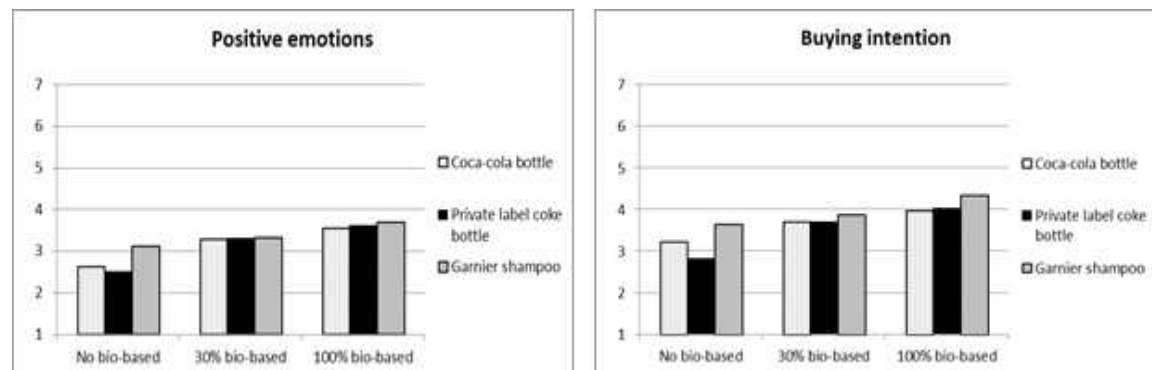 Positive emotions
7
6
5
4
3
2
1
No bio-based 30% bio-based 100% bio-based
Coca-cola bottle
Private label coke
bottle
Garnier shampoo
Buying intention
7
6
5
4
3
2
1
No bio-based 30% bio-based 100% bio-based
Coca-cola bottle
Private label coke
bottle
Garnier shampoo